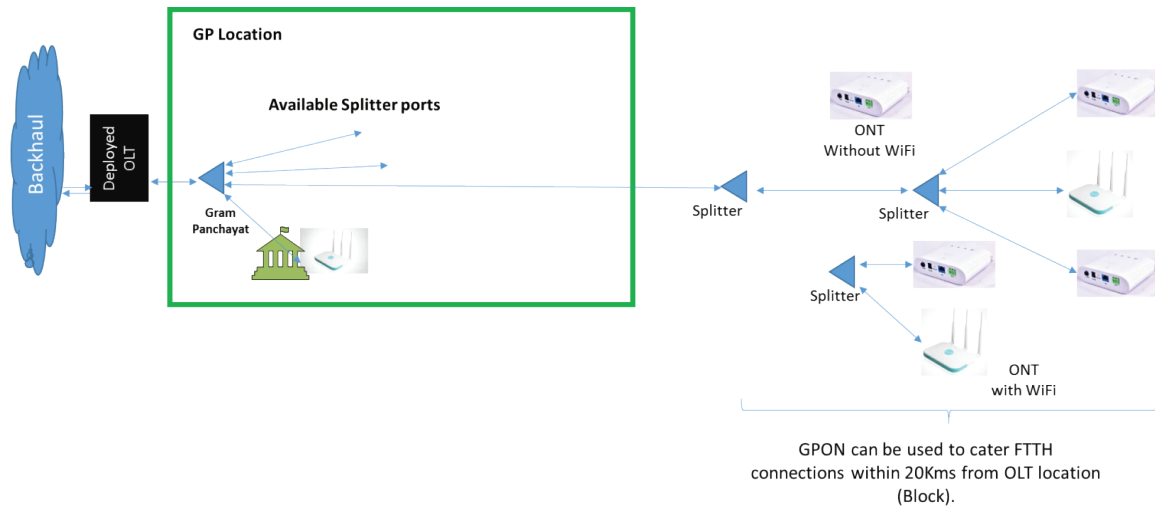 GP Location
Backhaul
Deployed
OLT
Available Splitter ports
Gram
Panchayat
Splitter
Splitter
ONT
Without WiFi
Splitter
ONT
with WiFi
GPON can be used to cater FTTH
connections within 20Kms from OLT location
(Block).